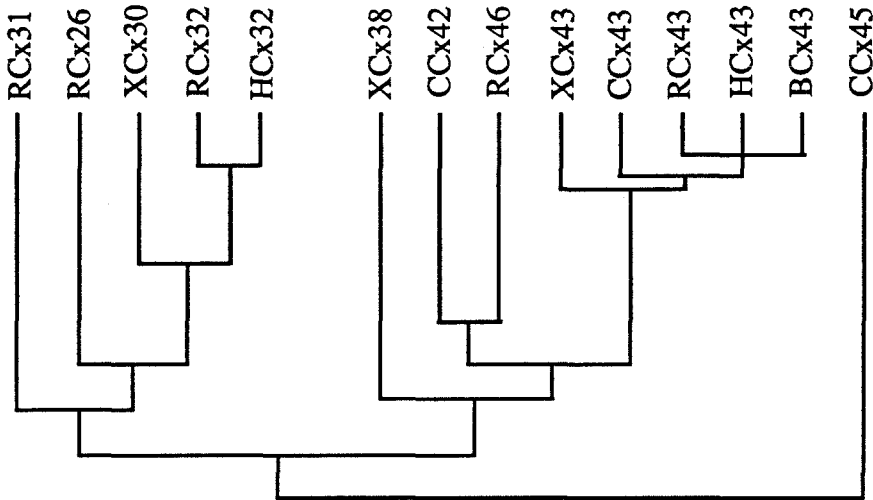 RCx31
RCx26
XCx30
RCx32
HCx32
XCx38
CCx42
RCx46
XCx43
CCx43
RCx43
HCx43
BCx43
CCx45